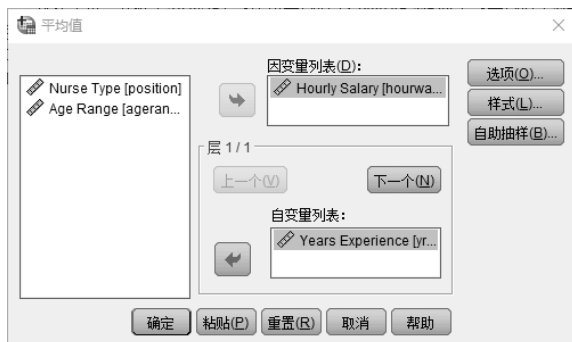 平均值
因变量列表(D):
Nurse Type [position]
Age Range [ageran...
Hourly Salary [hourwa...
选项(O)...
样式(L)...
自助抽样(B)...
层 1/1
上一个(V)
下一个(N)
自变量列表:
Years Experience [yr...
确定
粘贴(P)
重置(R)
取消
帮助